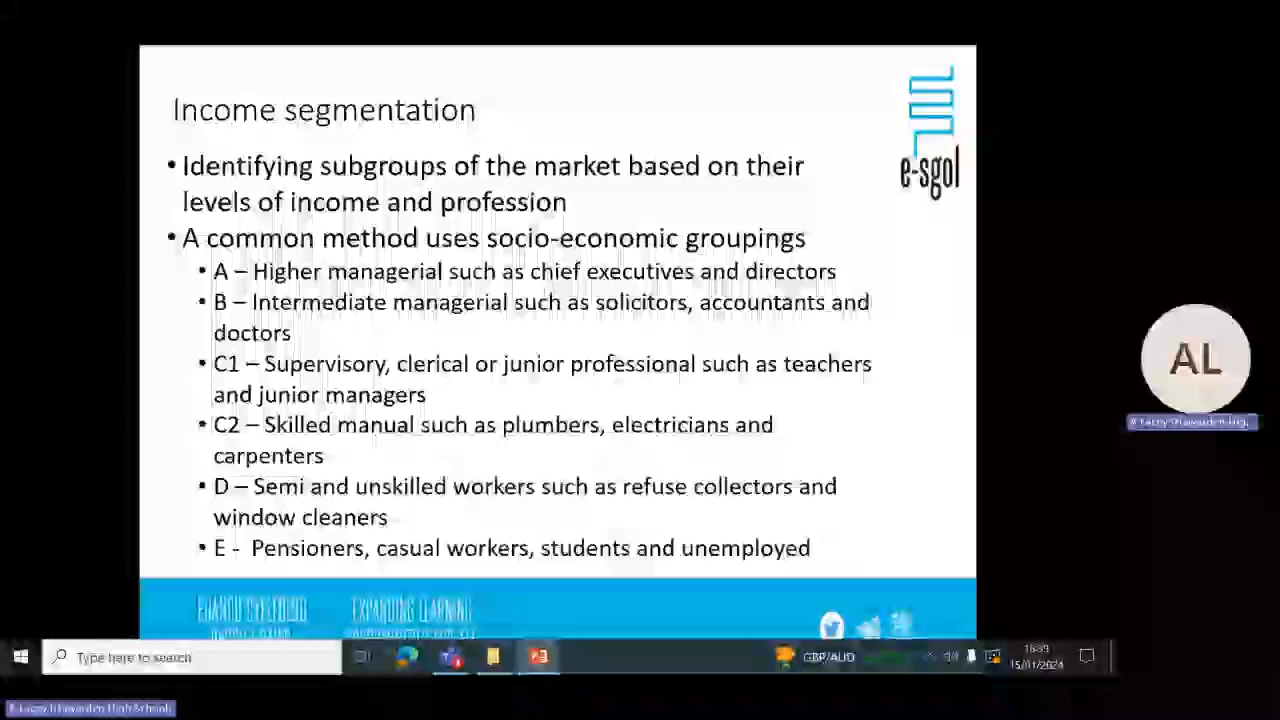 Income segmentation
• Identifying subgroups of the market based on their
levels of income and profession
• A common method uses socio-economic groupings
• A – Higher managerial such as chief executives and directors
• B – Intermediate managerial such as solicitors, accountants and
doctors
• C1 – Supervisory, clerical or junior professional such as teachers
and junior managers
• C2 – Skilled manual such as plumbers, electricians and
carpenters
• D – Semi and unskilled workers such as refuse collectors and
window cleaners
• E - Pensioners, casual workers, students and unemployed
e-sgol
AL
EXPANDING LEARNING
Type here to search
GBP/AUD
15/01/2024